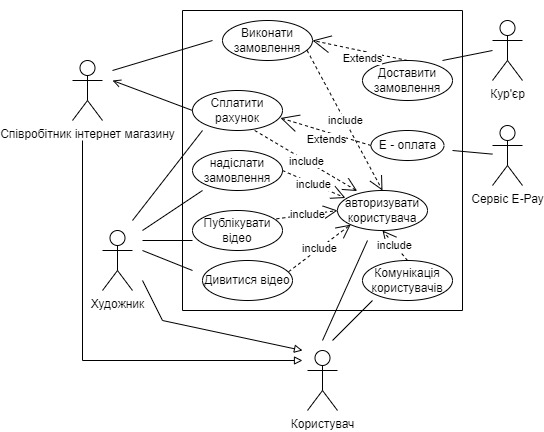 Виконати
замовлення
Extends
Доставити
замовлення
Кур'єр
Співробітник інтернет магазину
Сплатити
рахунок
include
Extends
Е - оплата
Сервіс E-Pay
надіслати
замовлення
include
include
авторизувати
користувача
Публікувати
відео
include
Дивитися відео
include
include
Комунікація
користувачів
Художник
Користувач